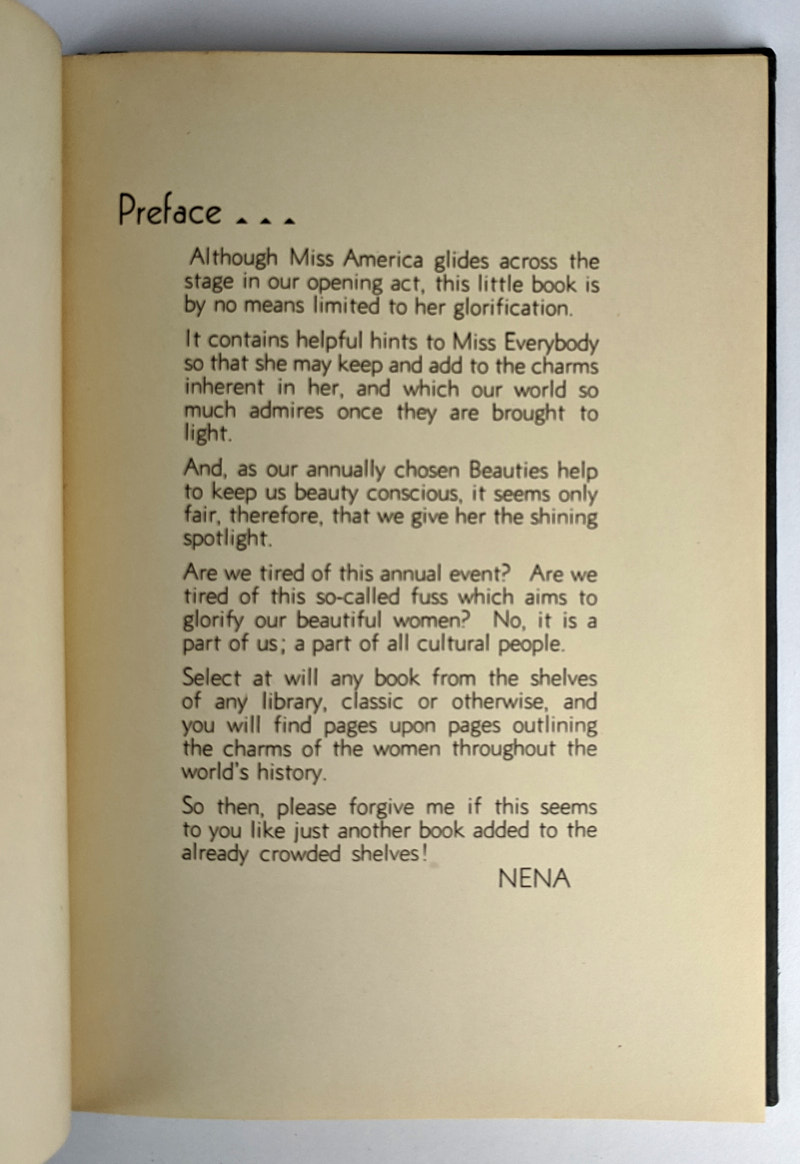 Preface ...
Although Miss America glides across the
stage in our opening act, this little book is
by no means limited to her glorification.
It contains helpful hints to Miss Everybody
so that she may keep and add to the charms
inherent in her, and which our world so
much admires once they are brought to
light.
And, as our annually chosen Beauties help
to keep us beauty conscious, it seems only
fair, therefore, that we give her the shining
spotlight.
Are we tired of this annual event? Are we
tired of this so-called fuss which aims to
glorify our beautiful women? No, it is a
part of us; a part of all cultural people.
Select at will any book from the shelves
of any library, classic or otherwise, and
you will find pages upon pages outlining
the charms of the women throughout the
world's history.
So then, please forgive me if this seems
to you like just another book added to the
already crowded shelves!
NENA